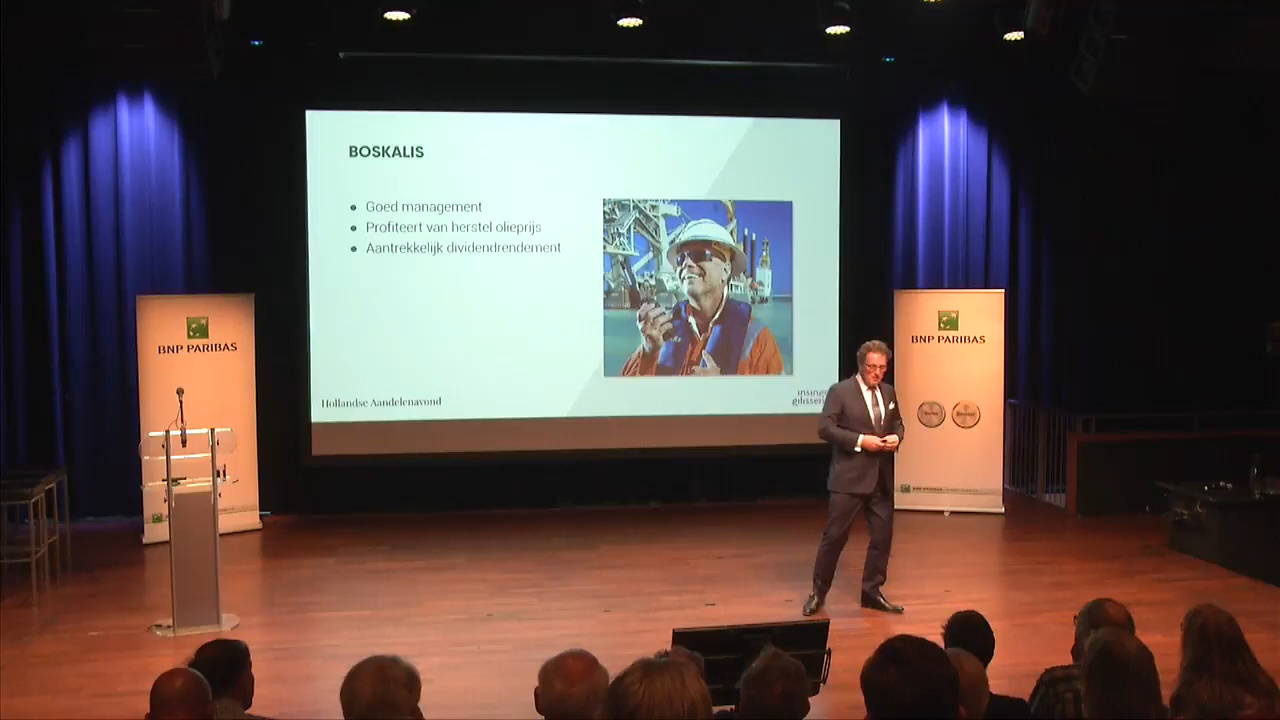 BOSKALIS
Goed management
Profiteert van herstel olieprijs
Aantrekkelijk dividendrendement
Hollandse Aandelenavond
BNP PARIBAS
BNP PARIBAS